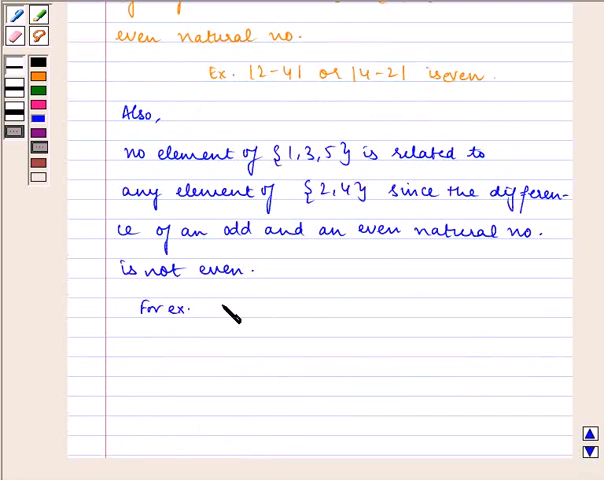 even natural no.
Ex. |2-4| or |4-2| is even.
Also,
no element of {1,3,5} is related to
any element of {2,4} since the differen-
ce of an odd and an even natural no.
is not even.
For ex.